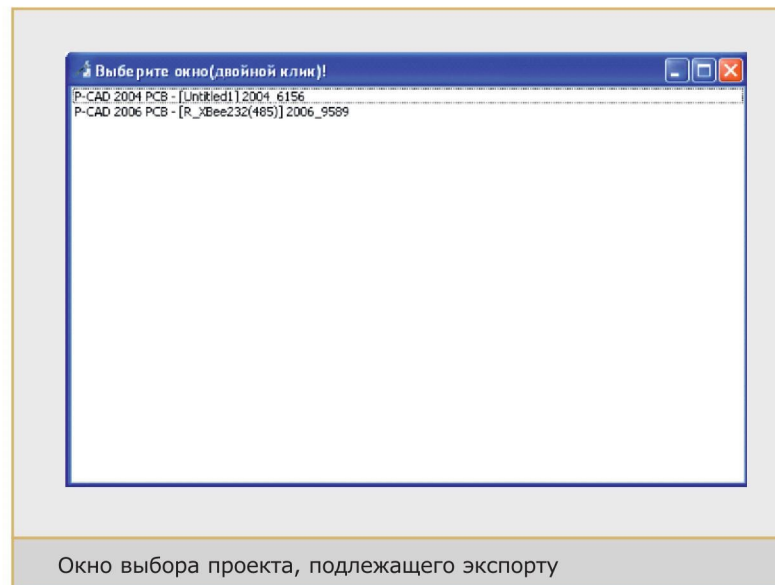 Выберите окно(двойной клик)!
P-CAD 2004 PCB - [Untitled1] 2004_6156
P-CAD 2006 PCB - [R_XBee232(485)] 2006_9589
Окно выбора проекта, подлежащего экспорту